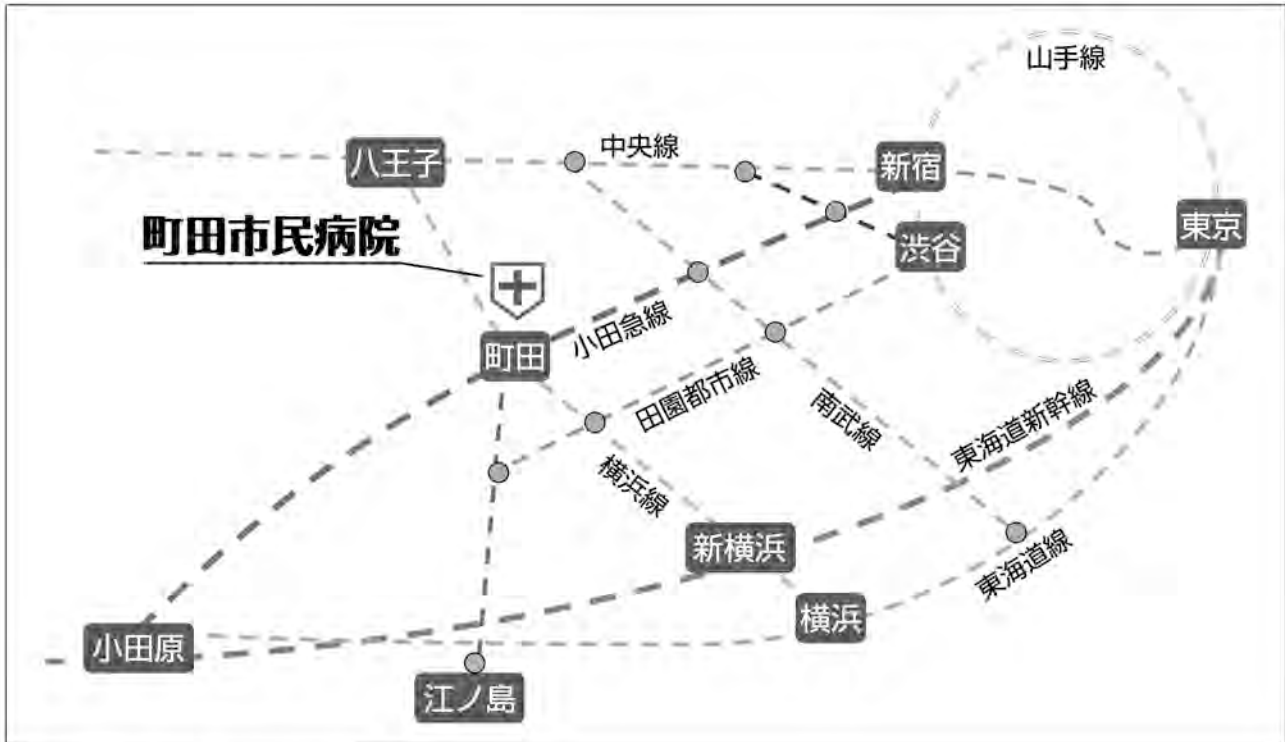 山手線
中央線
八王子
新宿
町田市民病院
東京
渋谷
小田急線
町田
田園都市線
南武線
東海道新幹線
横浜線
新横浜
東海道線
横浜
小田原
江ノ島